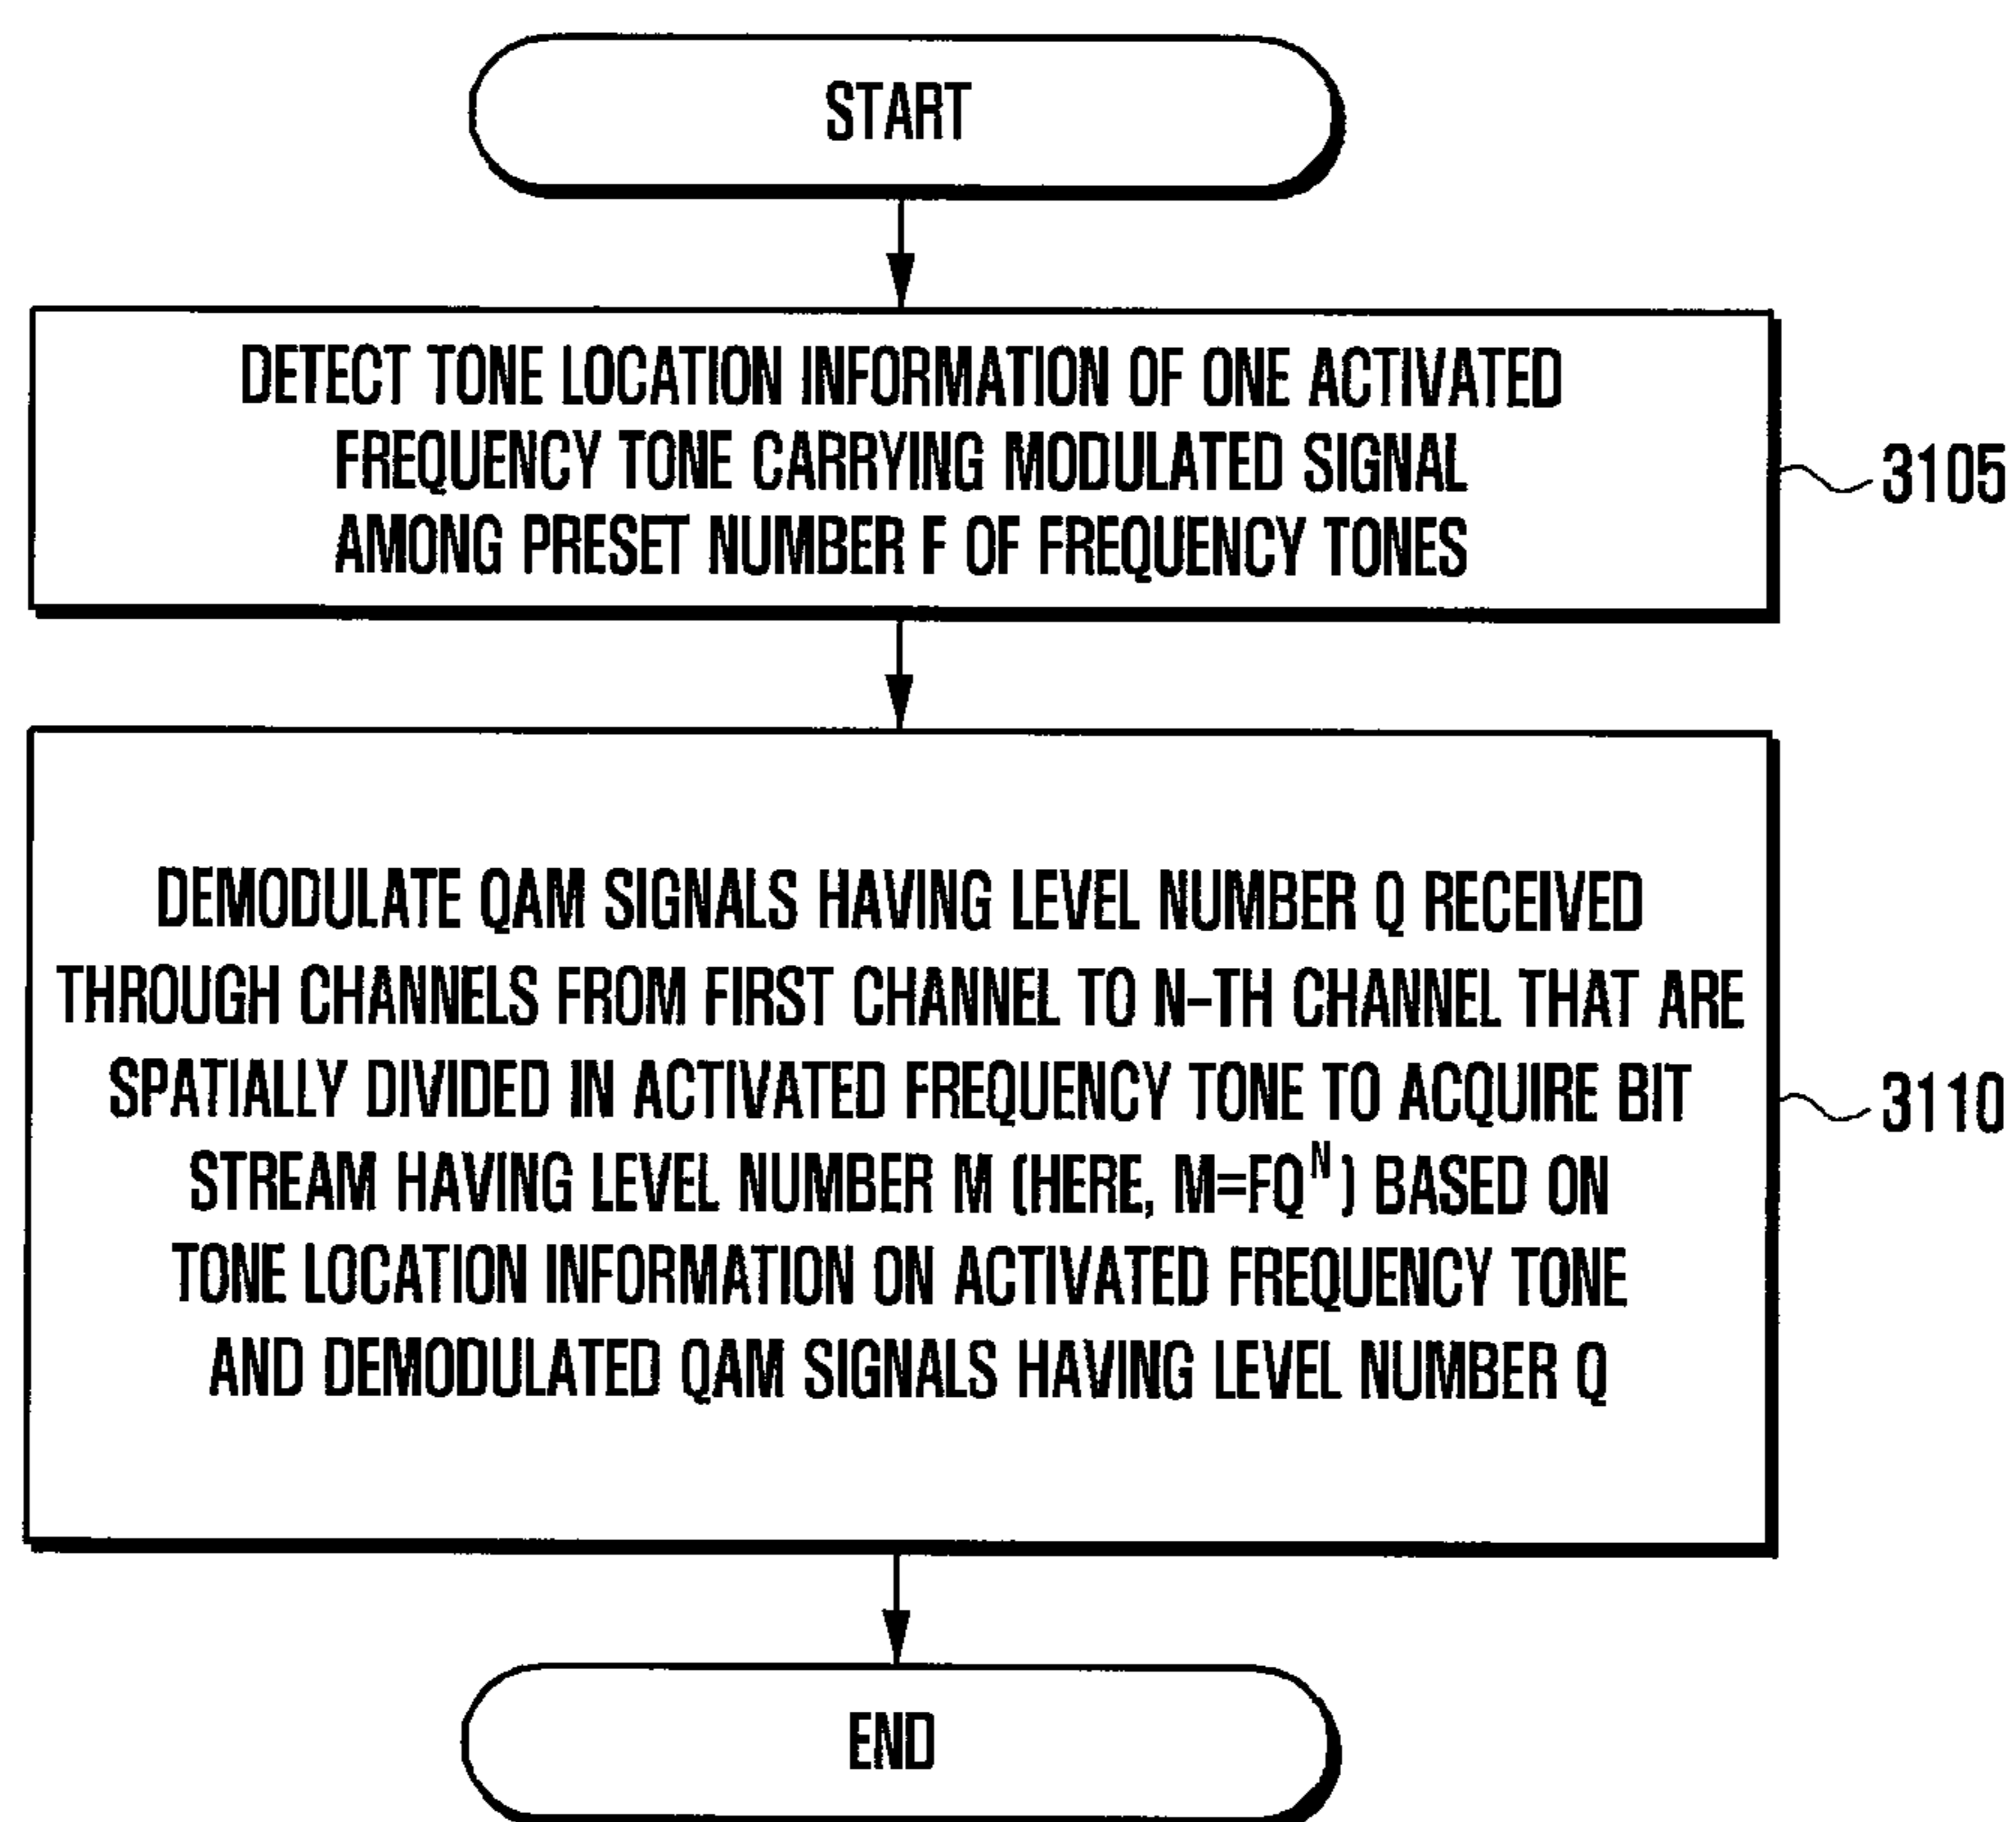 START
DETECT TONE LOCATION INFORMATION OF ONE ACTIVATED
FREQUENCY TONE CARRYING MODULATED SIGNAL
AMONG PRESET NUMBER F OF FREQUENCY TONES
3105
DEMODULATE QAM SIGNALS HAVING LEVEL NUMBER Q RECEIVED
THROUGH CHANNELS FROM FIRST CHANNEL TO N-TH CHANNEL THAT ARE
SPATIALLY DIVIDED IN ACTIVATED FREQUENCY TONE TO ACQUIRE BIT
STREAM HAVING LEVEL NUMBER M (HERE, M=FQ^N) BASED ON
TONE LOCATION INFORMATION ON ACTIVATED FREQUENCY TONE
AND DEMODULATED QAM SIGNALS HAVING LEVEL NUMBER Q
3110
END